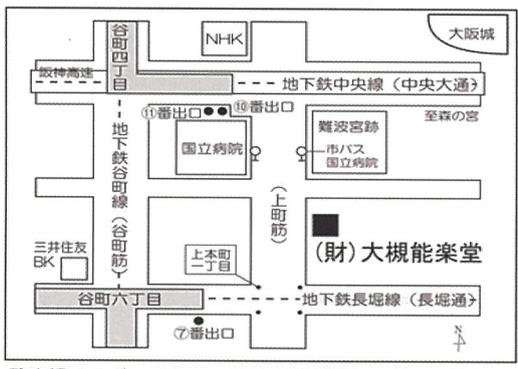 谷町四丁目
NHK
大阪城
阪神高速
地下鉄中央線(中央大通)
⑪番出口
⑩番出口
至森の宮
国立病院
難波宮跡
市バス
国立病院
地下鉄谷町線(谷町筋)
(上町筋)
(財)大槻能楽堂
三井住友
BK
上本町
一丁目
谷町六丁目
地下鉄長堀線(長堀通)
⑦番出口
N